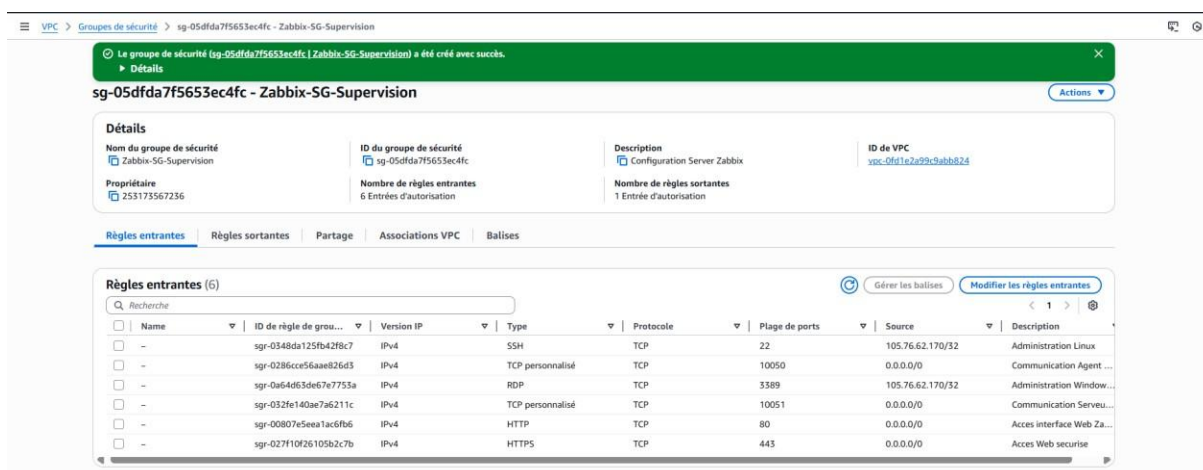 VPC > Groupes de sécurité > sg-05dfda7f5653ec4fc - Zabbix-SG-Supervision
Le groupe de sécurité (sg-05dfda7f5653ec4fc | Zabbix-SG-Supervision) a été créé avec succès.
Détails
sg-05dfda7f5653ec4fc - Zabbix-SG-Supervision
Actions
Détails
Nom du groupe de sécurité ID du groupe de sécurité Description ID de VPC
Zabbix-SG-Supervision sg-05dfda7f5653ec4fc Configuration Server Zabbix vpc-0fd1e2a99c9abb824
Propriétaire Nombre de règles entrantes Nombre de règles sortantes
253173567236 6 Entrées d'autorisation 1 Entrée d'autorisation
Règles entrantes Règles sortantes Partage Associations VPC Balises
Règles entrantes (6) Gérer les balises Modifier les règles entrantes
Recherche 1
Name ID de règle de grou... Version IP Type Protocole Plage de ports Source Description
– sgr-0348da125fb42f8c7 IPv4 SSH TCP 22 105.76.62.170/32 Administration Linux
– sgr-0286cce56aae826d3 IPv4 TCP personnalisé TCP 10050 0.0.0.0/0 Communication Agent ...
– sgr-0a64d63de67e7753a IPv4 RDP TCP 3389 105.76.62.170/32 Administration Window...
– sgr-032fe140ae7a6211c IPv4 TCP personnalisé TCP 10051 0.0.0.0/0 Communication Serveu...
– sgr-00807e5eea1ac6fb6 IPv4 HTTP TCP 80 0.0.0.0/0 Acces interface Web Za...
– sgr-027f10f26105b2c7b IPv4 HTTPS TCP 443 0.0.0.0/0 Acces Web securise